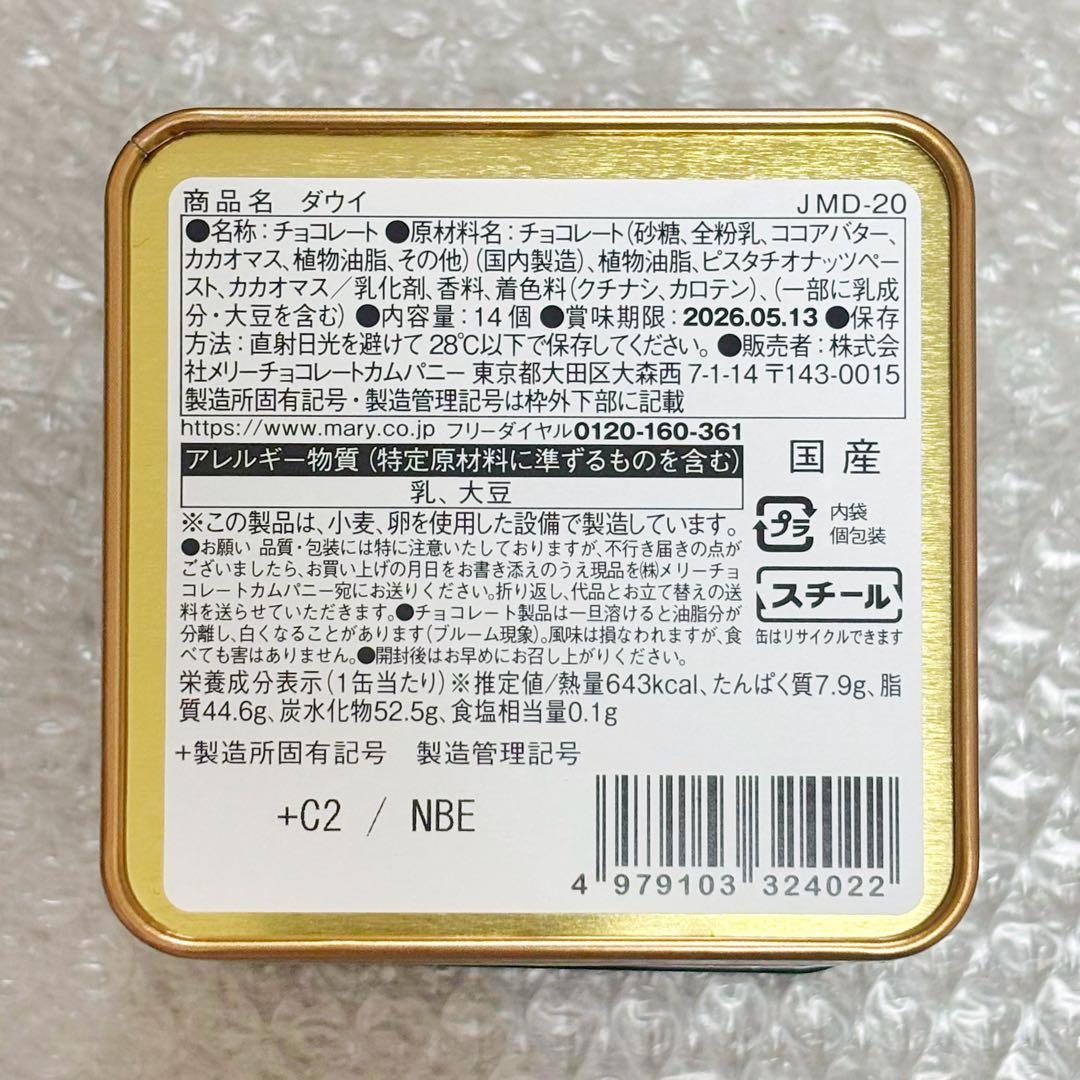 商品名 ダウイ JMD-20
●名称:チョコレート ●原材料名:チョコレート(砂糖、全粉乳、ココアバター、
カカオマス、植物油脂、その他)(国内製造)、植物油脂、ピスタチオナッツペー
スト、カカオマス/乳化剤、香料、着色料(クチナシ、カロテン)、(一部に乳成
分・大豆を含む) ●内容量:14個 ●賞味期限:2026.05.13 ●保存
方法:直射日光を避けて28℃以下で保存してください。 ●販売者:株式会
社メリーチョコレートカムパニー 東京都大田区大森西7-1-14 〒143-0015
製造所固有記号・製造管理記号は枠外下部に記載
https://www.mary.co.jp フリーダイヤル0120-160-361
アレルギー物質(特定原材料に準ずるものを含む)
乳、大豆
国産
※この製品は、小麦、卵を使用した設備で製造しています。
プラ
内袋
個包装
●お願い 品質・包装には特に注意いたしておりますが、不行き届きの点が
ございましたら、お買い上げの月日をお書き添えのうえ現品を㈱メリーチョ
コレートカムパニー宛にお送りください。折り返し、代品とお立て替えの送
料を送らせていただきます。●チョコレート製品は一旦溶けると油脂分が
分離し、白くなることがあります(ブルーム現象)。風味は損なわれますが、食
べても害はありません。●開封後はお早めにお召し上がりください。
スチール
缶はリサイクルできます
栄養成分表示(1缶当たり)※推定値/熱量643kcal、たんぱく質7.9g、脂
質44.6g、炭水化物52.5g、食塩相当量0.1g
+製造所固有記号 製造管理記号
+C2 / NBE
4 979103 324022